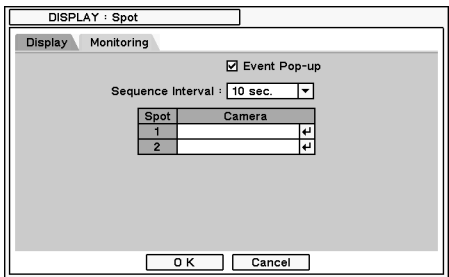 DISPLAY : Spot
Display Monitoring
Event Pop-up
Sequence Interval : 10 sec.
Spot Camera
1
2
OK Cancel